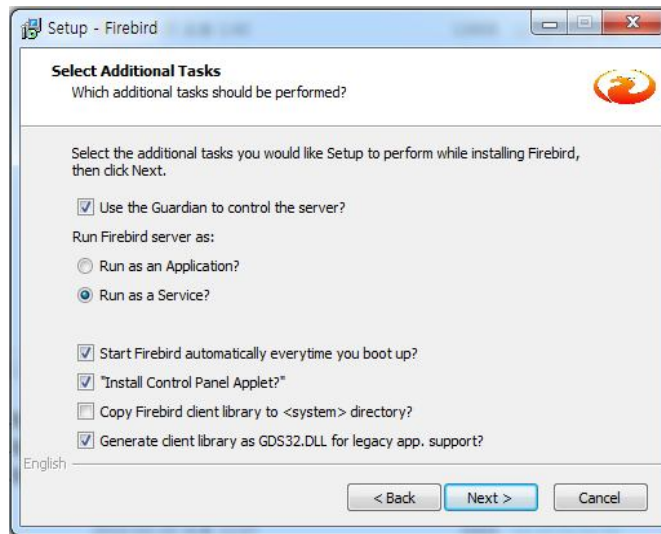 Setup - Firebird
Select Additional Tasks
Which additional tasks should be performed?
Select the additional tasks you would like Setup to perform while installing Firebird,
then click Next.
Use the Guardian to control the server?
Run Firebird server as:
Run as an Application?
Run as a Service?
Start Firebird automatically everytime you boot up?
"Install Control Panel Applet?"
Copy Firebird client library to <system> directory?
Generate client library as GDS32.DLL for legacy app. support?
English
< Back
Next >
Cancel